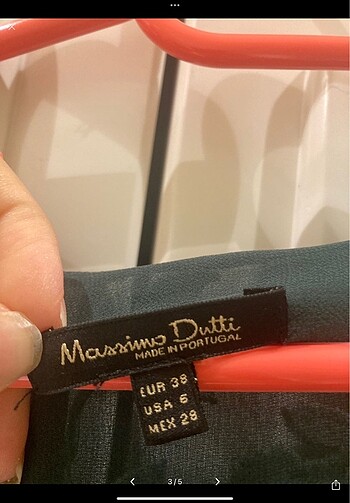 Massimo Dutti
MADE IN PORTUGAL
EUR 38
USA 6
MEX 28
3/5